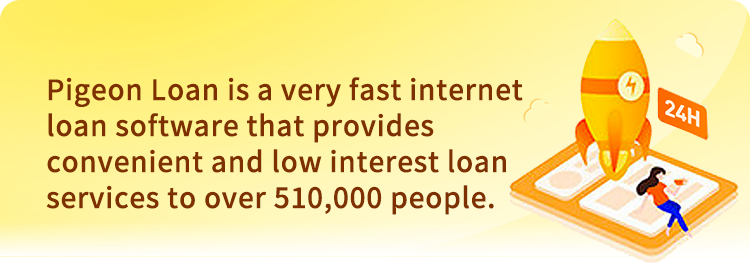 Pigeon Loan is a very fast internet
loan software that provides
convenient and low interest loan
services to over 510,000 people.
24H